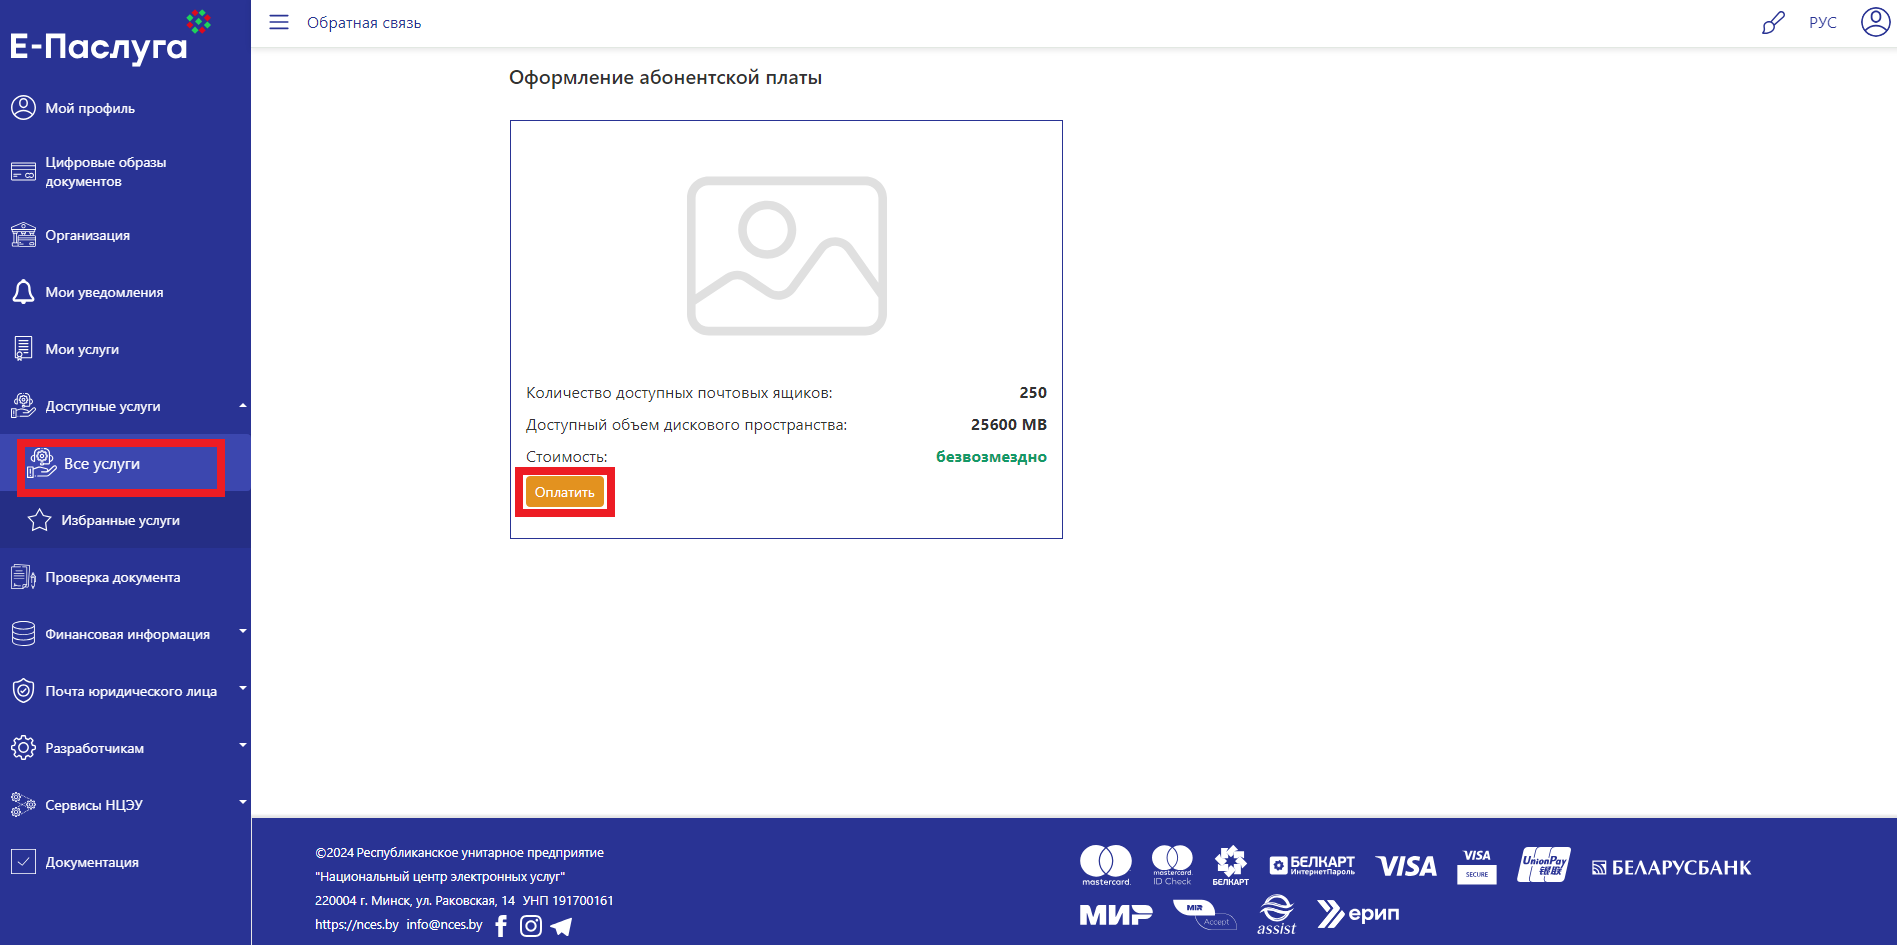 Е-Паслуга
Мой профиль
Цифровые образы
документов
Организация
Мои уведомления
Мои услуги
Доступные услуги
Все услуги
Избранные услуги
Проверка документа
Финансовая информация
Почта юридического лица
Разработчикам
Сервисы НЦЭУ
Документация
Обратная связь
РУС
Оформление абонентской платы
Количество доступных почтовых ящиков: 250
Доступный объем дискового пространства: 25600 MB
Стоимость: безвозмездно
Оплатить
©2024 Республиканское унитарное предприятие
"Национальный центр электронных услуг"
220004 г. Минск, ул. Раковская, 14 УНП 191700161
https://nces.by info@nces.by
mastercard.
mastercard.
ID Check
БЕЛКАРТ
БЕЛКАРТ
ИнтернетПароль
VISA
VISA
SECURE
UnionPay
银联
БЕЛАРУСБАНК
МИР
MIR
Accept
assist
ерип